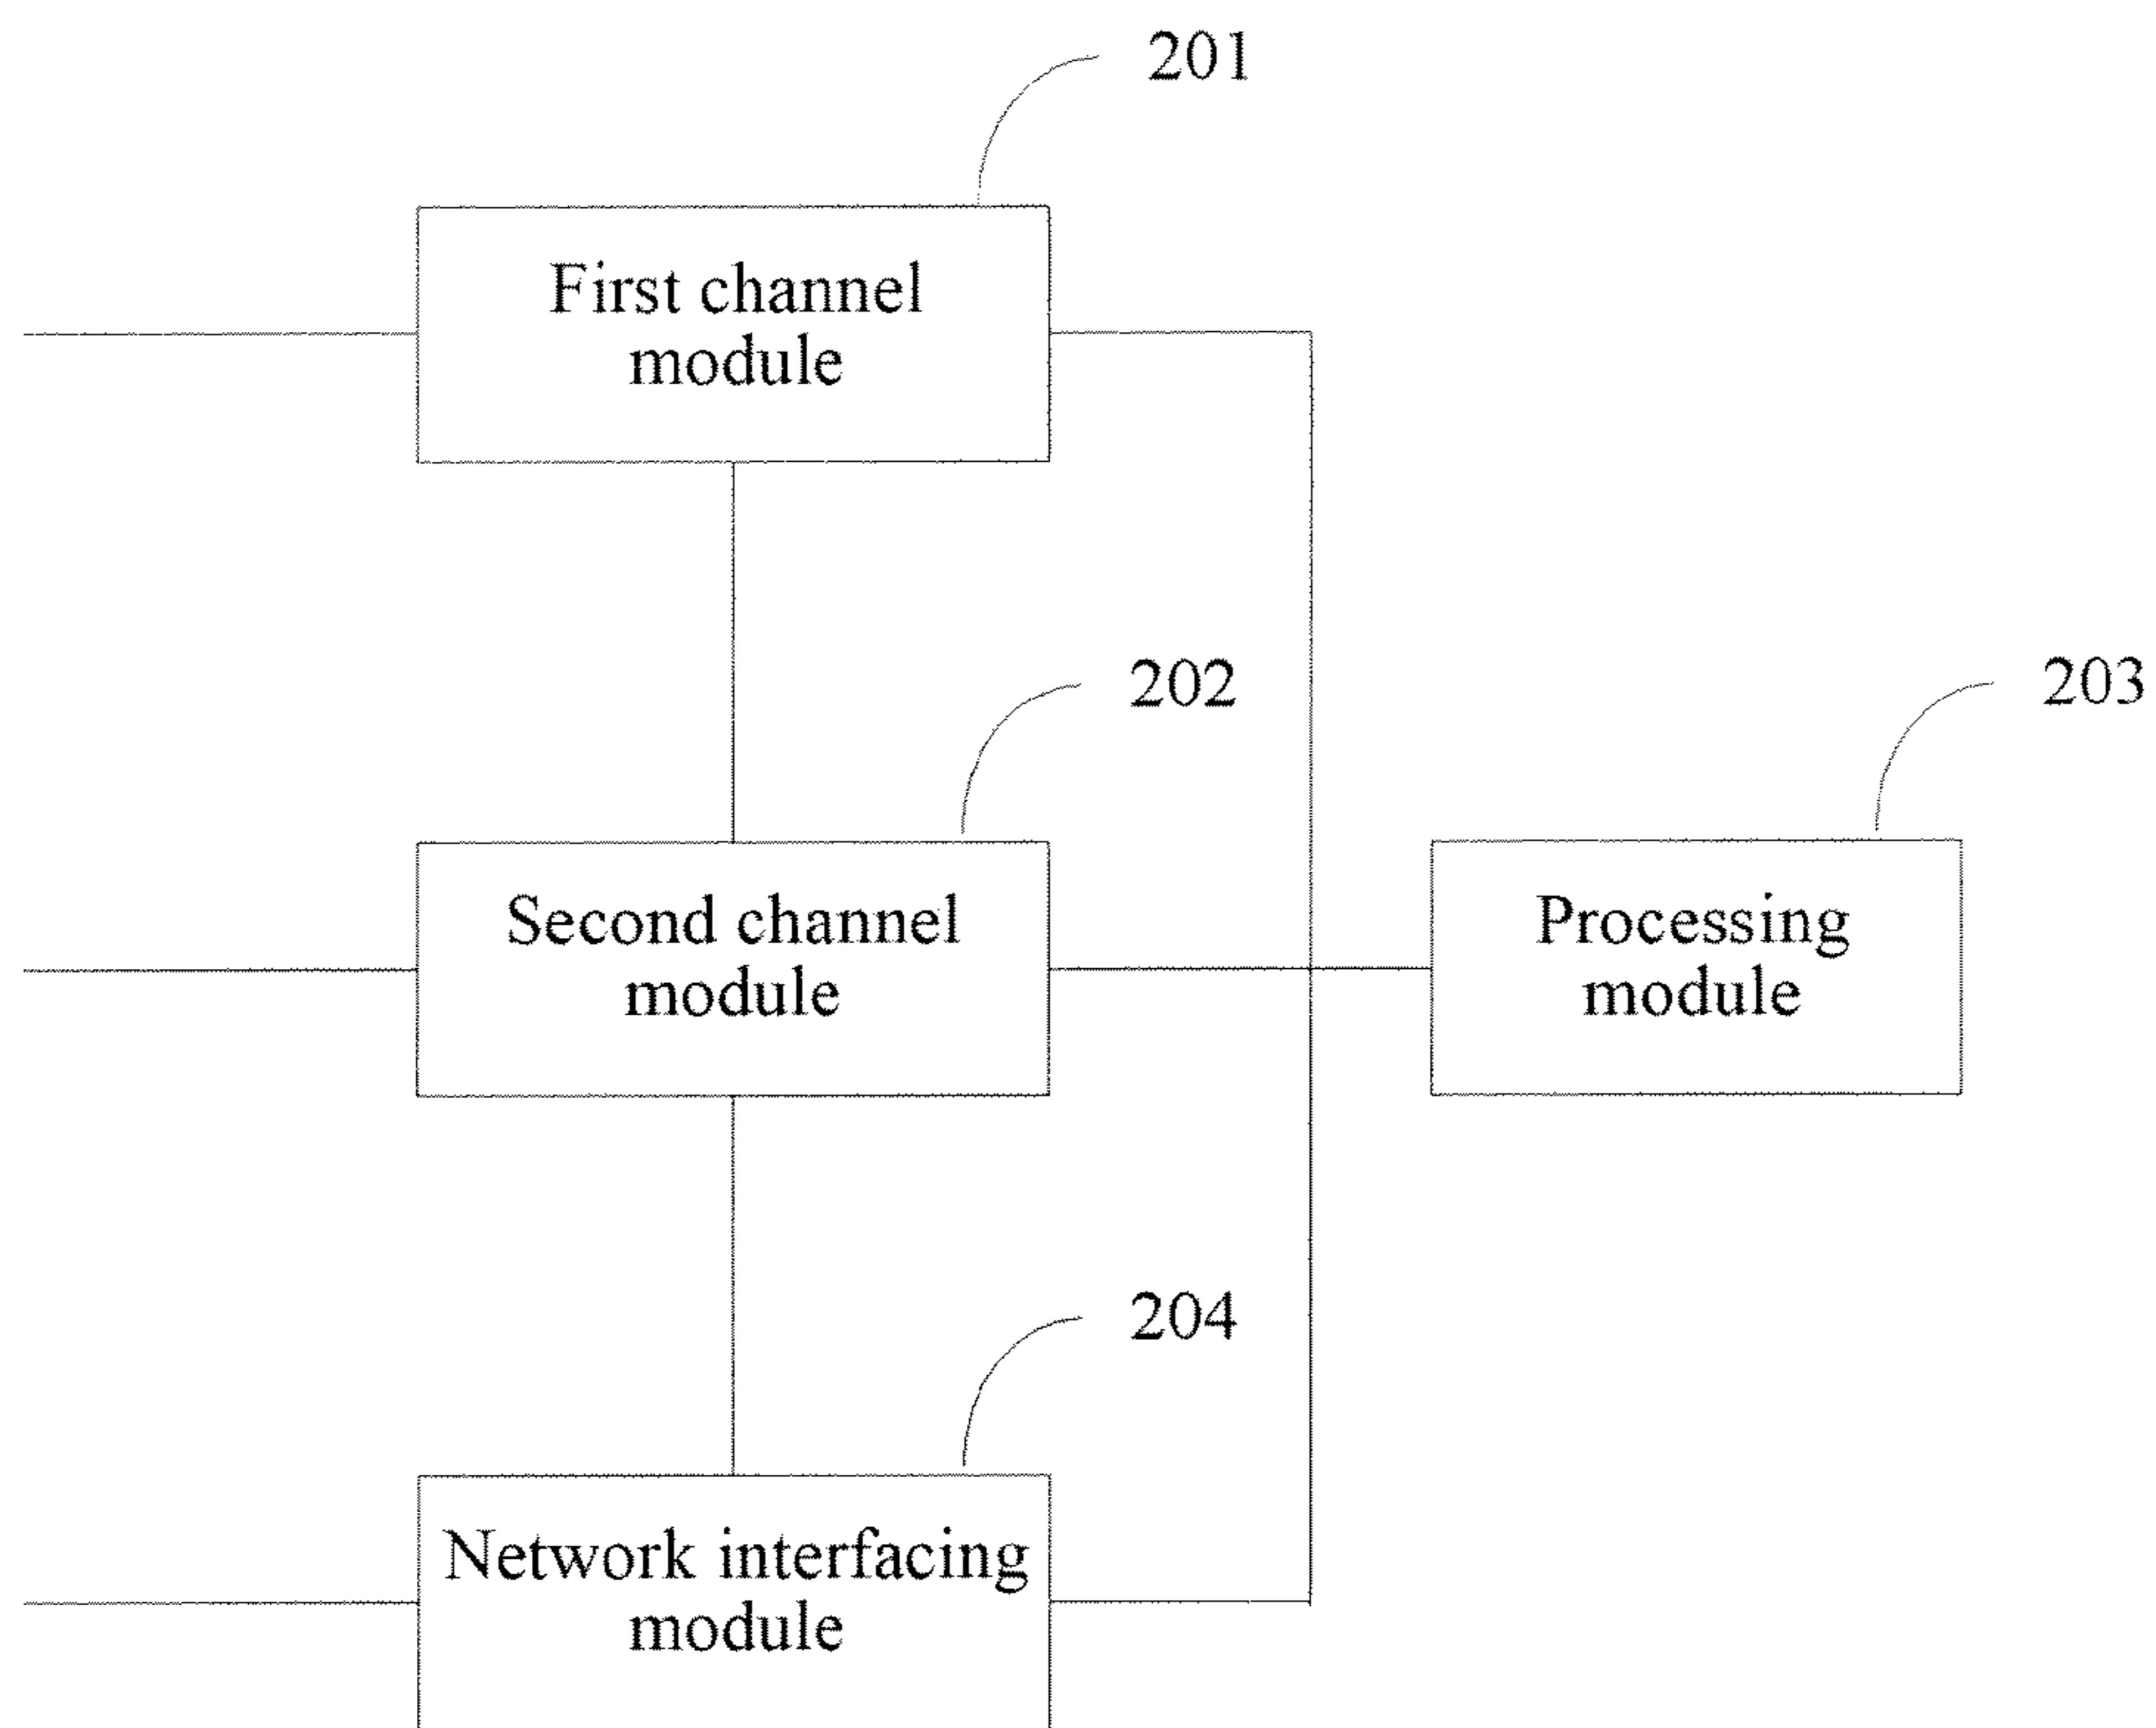 201
First channel
module
202
203
Second channel
module
Processing
module
204
Network interfacing
module